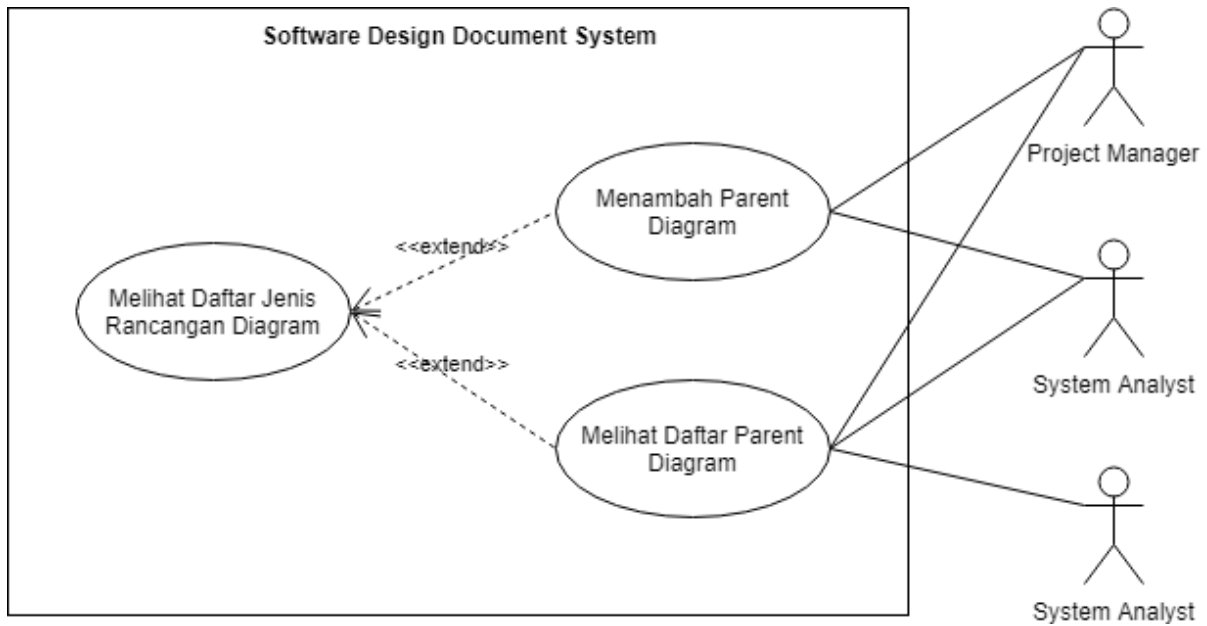 Software Design Document System
Project Manager
Menambah Parent
Diagram
<<extend>>
Melihat Daftar Jenis
Rancangan Diagram
<<extend>>
System Analyst
Melihat Daftar Parent
Diagram
System Analyst